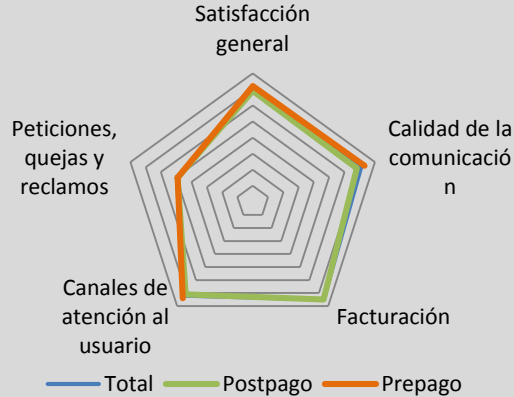 Satisfacción
general
Peticiones,
quejas y
reclamos
Calidad de la
comunicació
n
Canales de
atención al
usuario
Facturación
Total Postpago Prepago